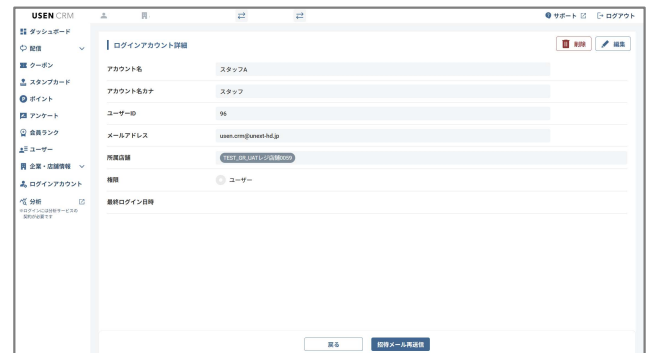 USEN CRM
サポート
ログアウト
ダッシュボード
配信
クーポン
スタンプカード
ポイント
アンケート
会員ランク
ユーザー
企業・店舗情報
ログインアカウント
分析
※ログインには分析サービスの
契約が必要です
ログインアカウント詳細
削除
編集
アカウント名
スタッフA
アカウント名カナ
スタッフ
ユーザーID
96
メールアドレス
usen.crm@unext-hd.jp
所属店舗
TEST_GR_UATレジ店舗0059
権限
ユーザー
最終ログイン日時
戻る
招待メール再送信